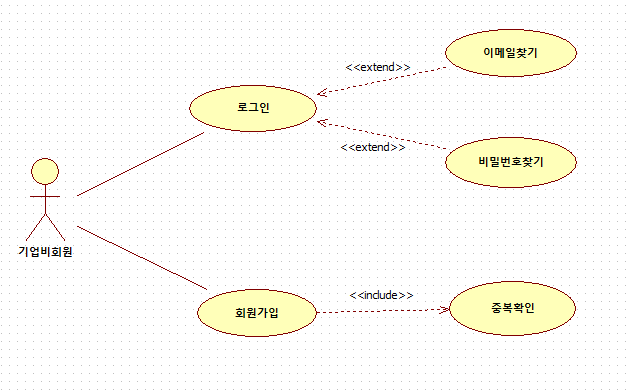 이메일찾기
<<extend>>
로그인
<<extend>>
비밀번호찾기
기업비회원
<<include>>
회원가입
중복확인